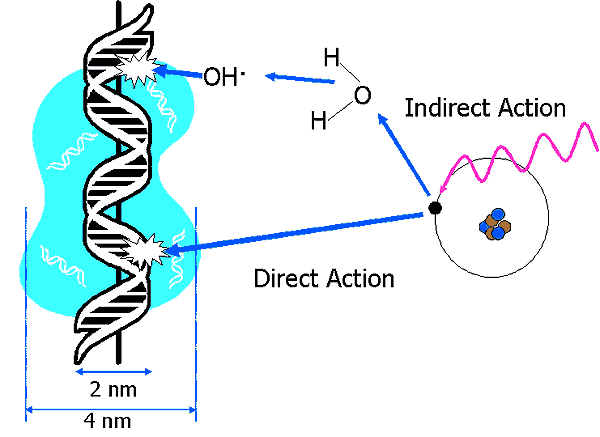 H
OH·
O
H
Indirect Action
Direct Action
2 nm
4 nm